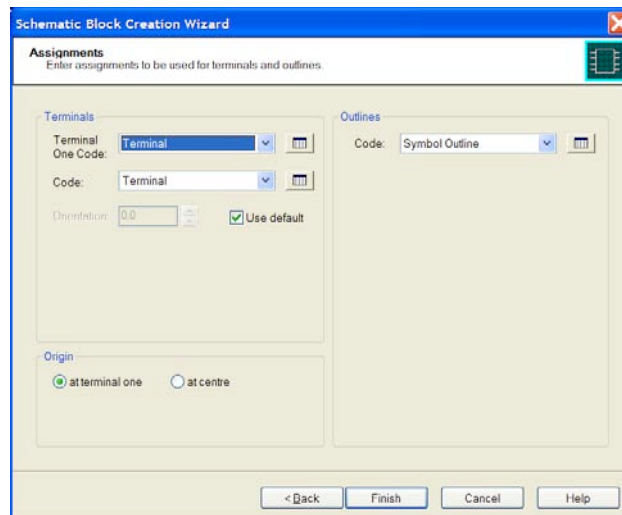 Schematic Block Creation Wizard
Assignments
Enter assignments to be used for terminals and outlines.
Terminals
Terminal One Code:
Terminal
Code:
Terminal
Orientation:
0.0
Use default
Origin
at terminal one
at centre
Outlines
Code:
Symbol Outline
< Back
Finish
Cancel
Help